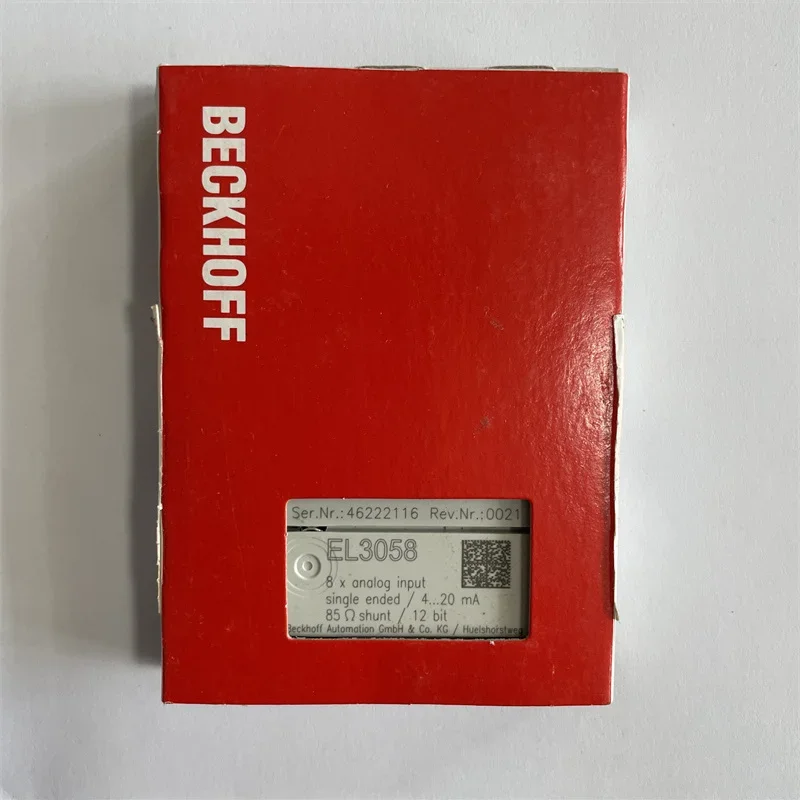 BECKHOFF
Ser.Nr.:46222116 Rev.Nr.:0021
EL3058
8 x analog input
single ended / 4...20 mA
85 Ω shunt / 12 bit
Beckhoff Automation GmbH & Co. KG / Huelshorstweg